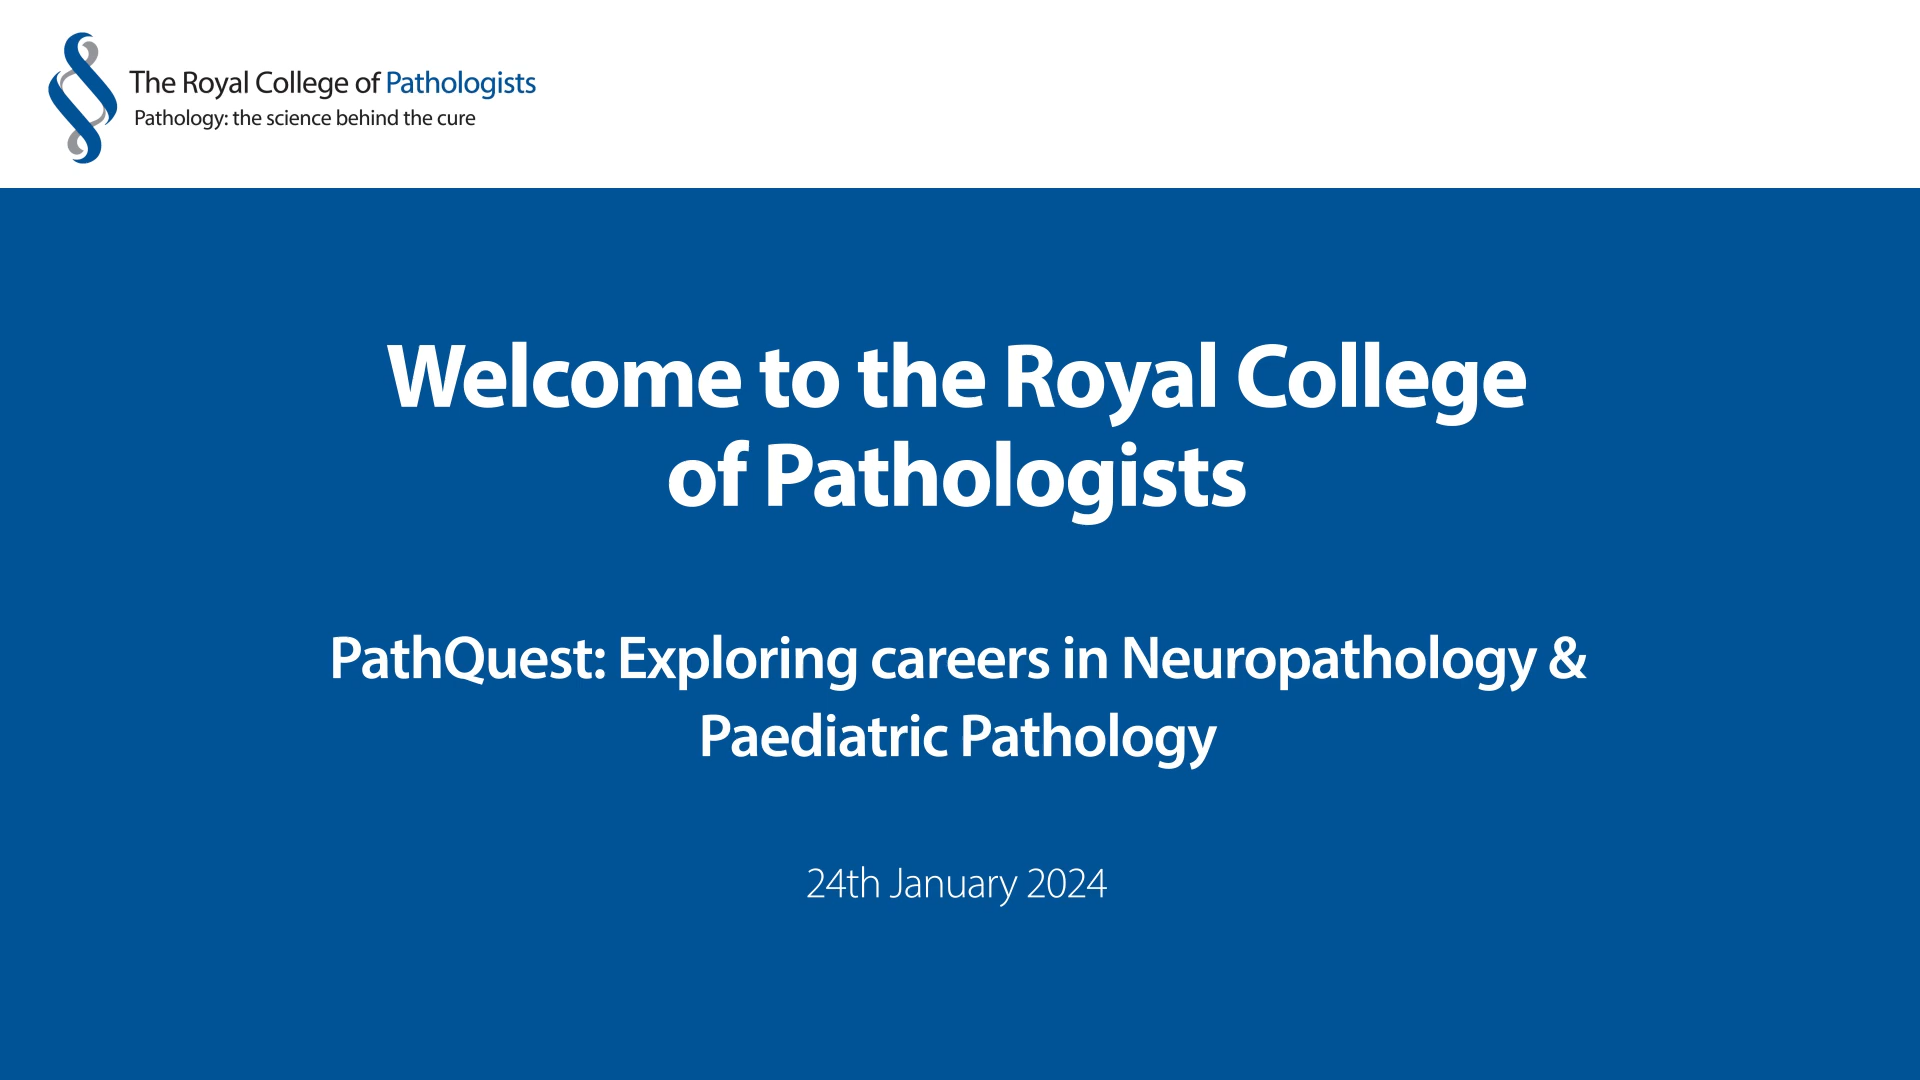 The Royal College of Pathologists
Pathology: the science behind the cure
Welcome to the Royal College
of Pathologists
PathQuest: Exploring careers in Neuropathology &
Paediatric Pathology
24th January 2024